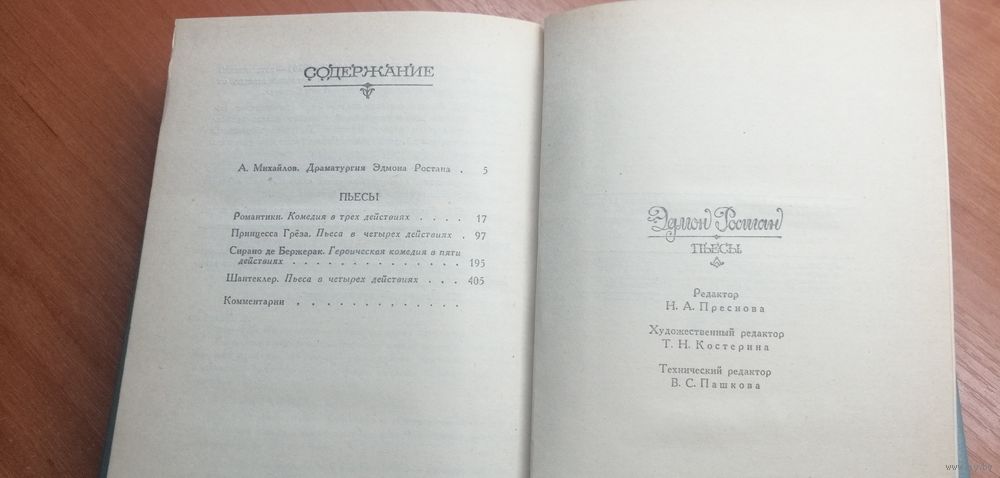 СОДЕРЖАНИЕ
А. Михайлов. Драматургия Эдмона Ростана . 5
ПЬЕСЫ
Романтики. Комедия в трех действиях . . . . 17
Принцесса Грёза. Пьеса в четырех действиях . 97
Сирано де Бержерак. Героическая комедия в пяти
действиях . . . . . . . . . . . . . . 195
Шантеклер. Пьеса в четырех действиях . . . 405
Комментарии . . . . . . . . . . . . .
Эдмон Ростан
ПЬЕСЫ
Редактор
Н. А. Преснова
Художественный редактор
Т. Н. Костерина
Технический редактор
В. С. Пашкова